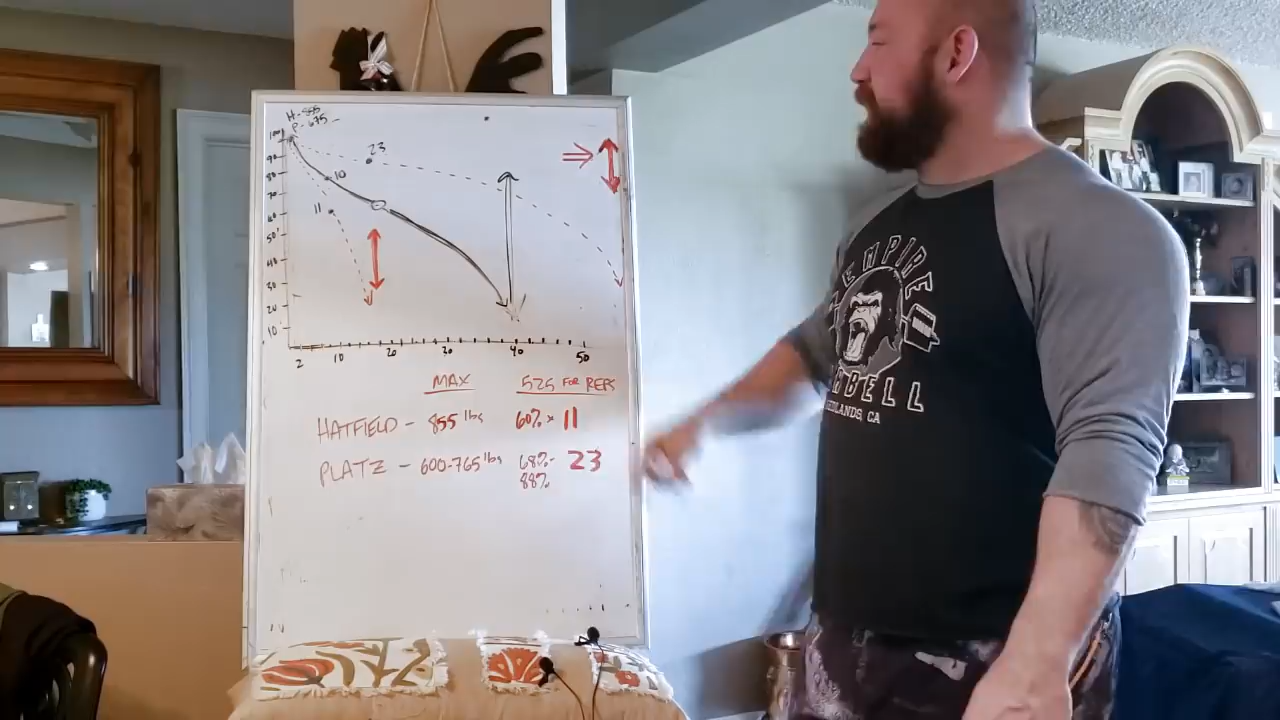 H - 855
P - 675
100
90
80
70
60
50
40
30
20
10
23
10
11
2 10 20 30 40 50
MAX 525 FOR REPS
HATFIELD - 855 lbs 60% x 11
PLATZ - 600-765 lbs 68%- 23
88%
EMPIRE
BARBELL
REDLANDS, CA